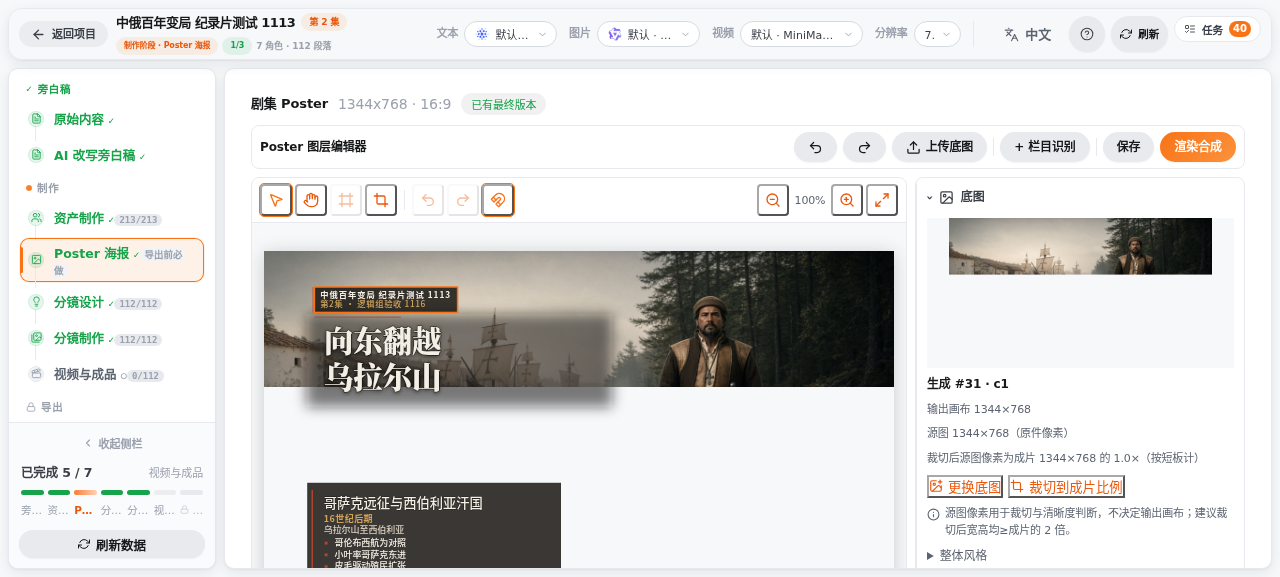 返回项目
中俄百年变局 纪录片测试 1113
第 2 集
制作阶段 · Poster 海报
1/3
7 角色 · 112 段落
文本
默认...
图片
默认 · ...
视频
默认 · MiniMa...
分辨率
7.
中文
刷新
任务
40
旁白稿
原始内容
AI 改写旁白稿
制作
资产制作
213/213
Poster 海报
导出前必做
分镜设计
112/112
分镜制作
112/112
视频与成品
0/112
导出
收起侧栏
已完成 5 / 7
视频与成品
旁...
资...
P...
分...
分...
视...
...
刷新数据
剧集 Poster
1344x768 · 16:9
已有最终版本
Poster 图层编辑器
上传底图
+ 栏目识别
保存
渲染合成
100%
中俄百年变局 纪录片测试 1113
第2集 · 逻辑组验收 1116
向东翻越
乌拉尔山
哥萨克远征与西伯利亚汗国
16世纪后期
乌拉尔山至西伯利亚
哥伦布西航为对照
小叶率哥萨克东进
皮毛驱动殖民扩张
底图
生成 #31 · c1
输出画布 1344×768
源图 1344×768（原件像素）
裁切后源图像素为成片 1344×768 的 1.0×（按短板计）
更换底图
裁切到成片比例
源图像素用于裁切与清晰度判断，不决定输出画布；建议裁
切后宽高均≥成片的 2 倍。
整体风格